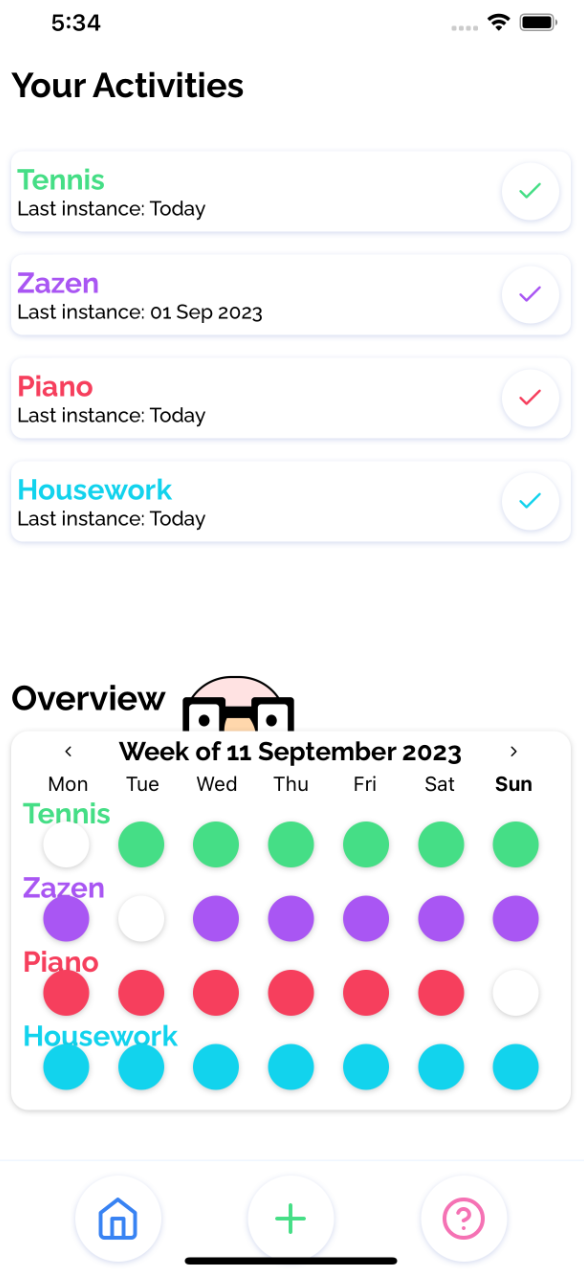 5:34
Your Activities
Tennis
Last instance: Today
Zazen
Last instance: 01 Sep 2023
Piano
Last instance: Today
Housework
Last instance: Today
Overview
Week of 11 September 2023
Mon Tue Wed Thu Fri Sat Sun
Tennis
Zazen
Piano
Housework